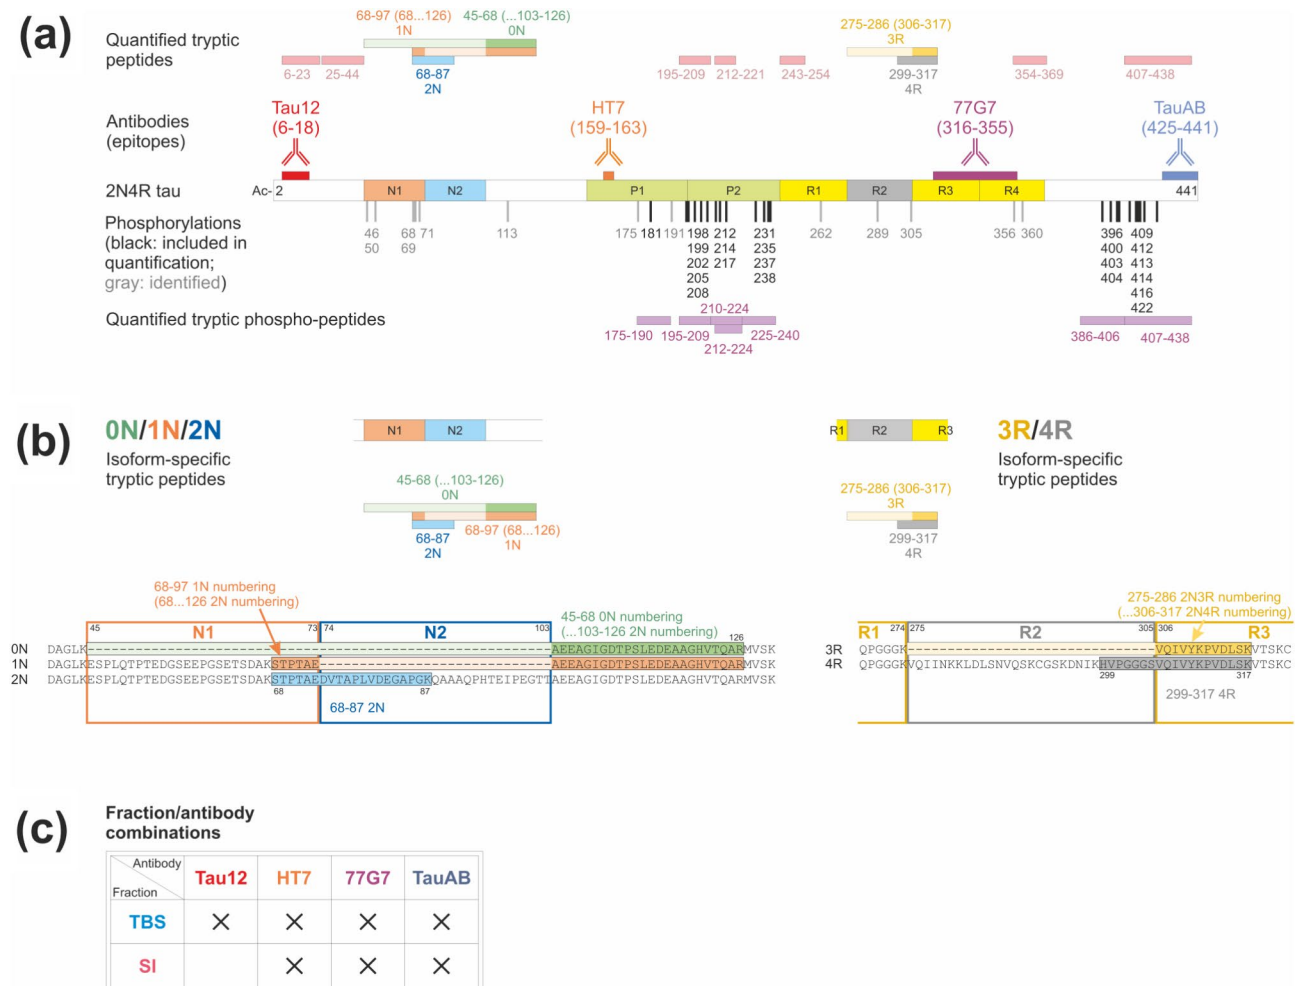 (a)
Quantified tryptic
peptides
68-97 (68...126)
1N
45-68 (...103-126)
0N
275-286 (306-317)
3R
6-23
25-44
68-87
2N
195-209
212-221
243-254
299-317
4R
354-369
407-438
Antibodies
(epitopes)
Tau12
(6-18)
HT7
(159-163)
77G7
(316-355)
TauAB
(425-441)
2N4R tau
Ac- 2 N1 N2 P1 P2 R1 R2 R3 R4 441
Phosphorylations
(black: included in
quantification;
gray: identified)
46 68 71 113 175 181 191 198 212 231 262 289 305 356 360 396 409
50 69 199 214 235 400 412
202 217 237 403 413
205 238 404 414
208 416
422
Quantified tryptic phospho-peptides
210-224
175-190
195-209
212-224
225-240
386-406
407-438
(b)
0N/1N/2N
Isoform-specific
tryptic peptides
N1 N2
45-68 (...103-126)
0N
68-87
2N
68-97 (68...126)
1N
R1 R2 R3
275-286 (306-317)
3R
299-317
4R
3R/4R
Isoform-specific
tryptic peptides
68-97 1N numbering
(68...126 2N numbering)
45-68 0N numbering
(...103-126 2N numbering)
45 N1 73 74 N2 103 126
0N DAGLK----------------------------------------------------------AEEAGIGDTPSLEDEAAGHVTQARMVSK
1N DAGLKESPLQTPTEDGSEEPGSETSDAKSTPTAE-----------------------------AEEAGIGDTPSLEDEAAGHVTQARMVSK
2N DAGLKESPLQTPTEDGSEEPGSETSDAKSTPTAEDVTAPLVDEGAPGKQAAAQPHTEIPEGTTAEEAGIGDTPSLEDEAAGHVTQARMVSK
68 87
68-87 2N
275-286 2N3R numbering
(...306-317 2N4R numbering)
R1 274 275 R2 305 306 R3
3R QPGGGK-------------------------------VQIVYKPVDLSKVTSKC
4R QPGGGKVQIINKKLDLSNVQSKCGSKDNIKHVPGGGSVQIVYKPVDLSKVTSKC
299 317
299-317 4R
(c)
Fraction/antibody
combinations
Antibody
Fraction
Tau12 HT7 77G7 TauAB
TBS X X X X
SI X X X